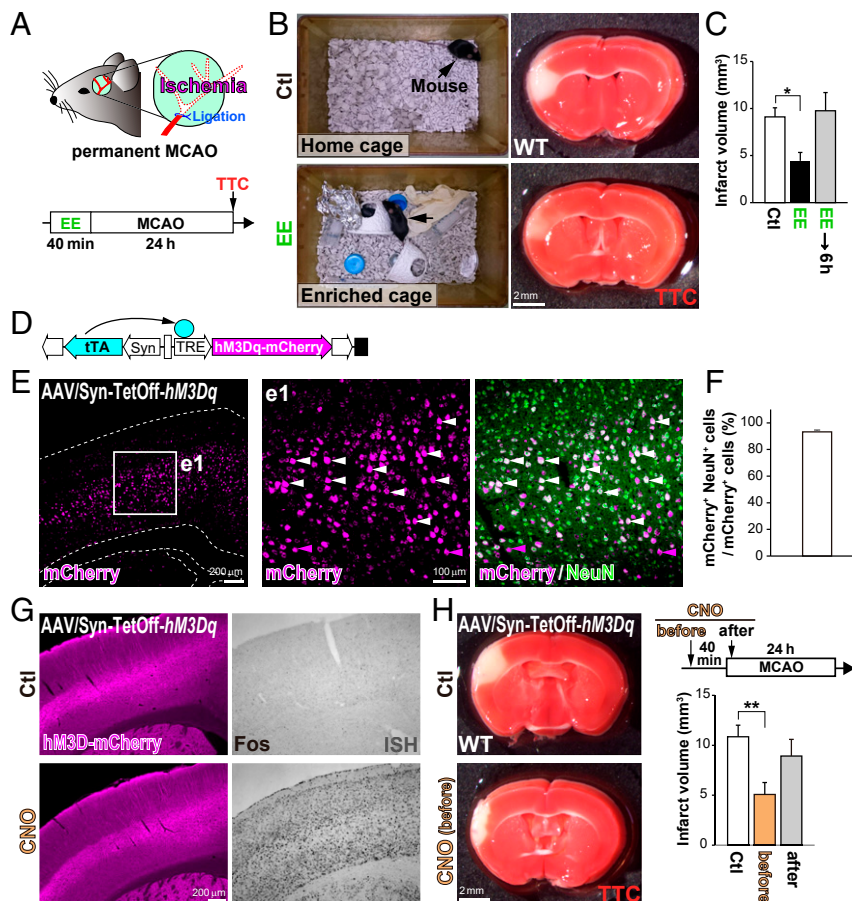 A
Ischemia
Ligation
permanent MCAO
TTC
EE
MCAO
40 min
24 h
B
Ctl
Mouse
Home cage
WT
EE
Enriched cage
2 mm
TTC
C
Infarct volume (mm³)
15
10
5
0
*
Ctl
EE
EE → 6h
D
tTA
Syn
TRE
hM3Dq-mCherry
E
AAV/Syn-TetOff-hM3Dq
e1
mCherry
200 µm
e1
mCherry
100 µm
mCherry / NeuN
F
mCherry⁺ NeuN⁺ cells
/ mCherry⁺ cells (%)
100
80
60
40
20
0
G
AAV/Syn-TetOff-hM3Dq
Ctl
hM3D-mCherry
Fos
ISH
CNO
200 µm
H
AAV/Syn-TetOff-hM3Dq
Ctl
WT
CNO (before)
2 mm
TTC
CNO
before
after
40
min
24 h
MCAO
Infarct volume (mm³)
15
10
5
0
**
Ctl
before
after